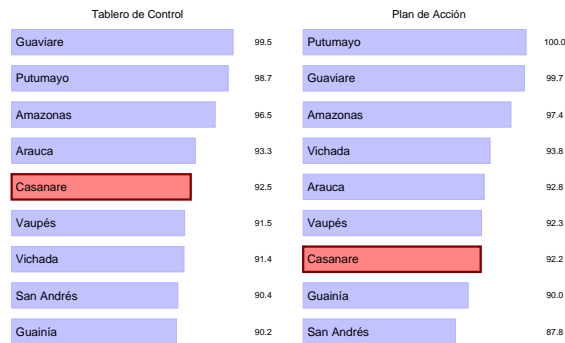 Tablero de Control
Guaviare 99.5
Putumayo 98.7
Amazonas 96.5
Arauca 93.3
Casanare 92.5
Vaupés 91.5
Vichada 91.4
San Andrés 90.4
Guainía 90.2
Plan de Acción
Putumayo 100.0
Guaviare 99.7
Amazonas 97.4
Vichada 93.8
Arauca 92.8
Vaupés 92.3
Casanare 92.2
Guainía 90.0
San Andrés 87.8